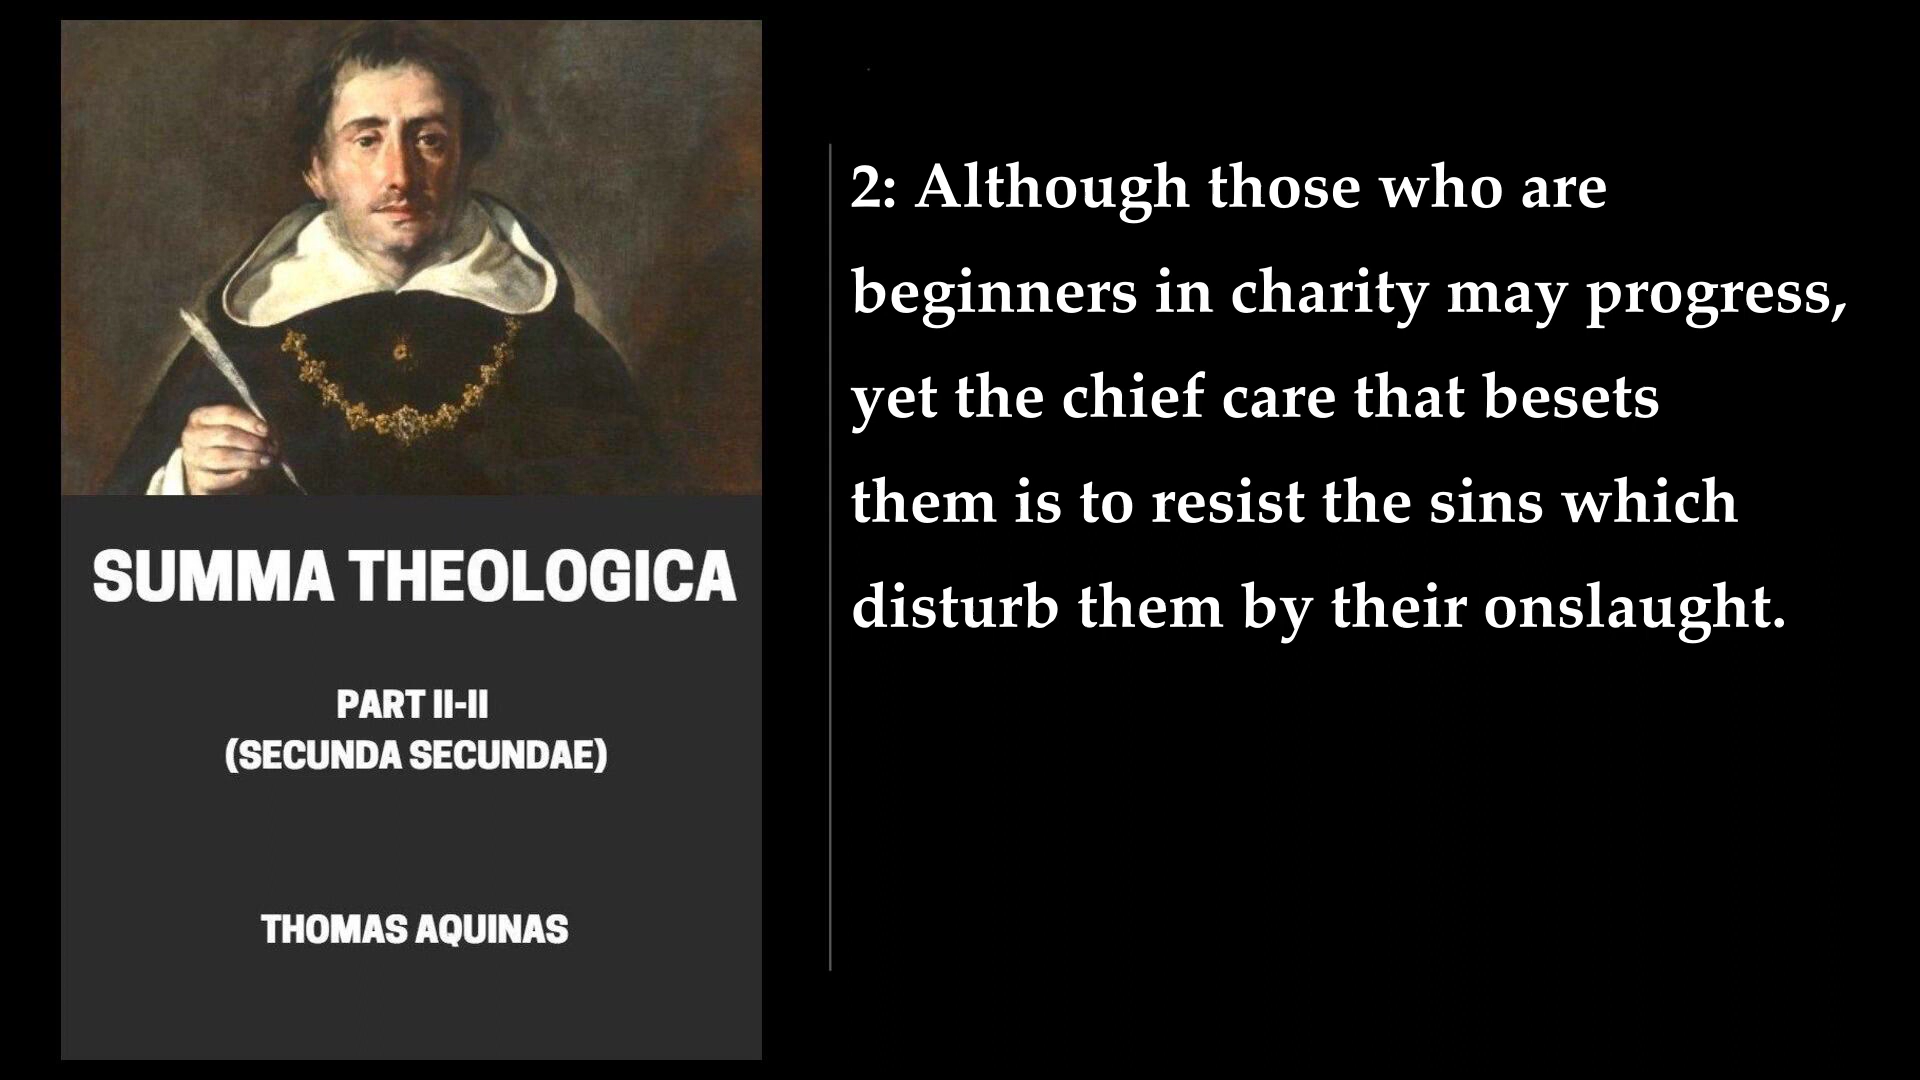 SUMMA THEOLOGICA
PART II-II
(SECUNDA SECUNDAE)
THOMAS AQUINAS
2: Although those who are
beginners in charity may progress,
yet the chief care that besets
them is to resist the sins which
disturb them by their onslaught.